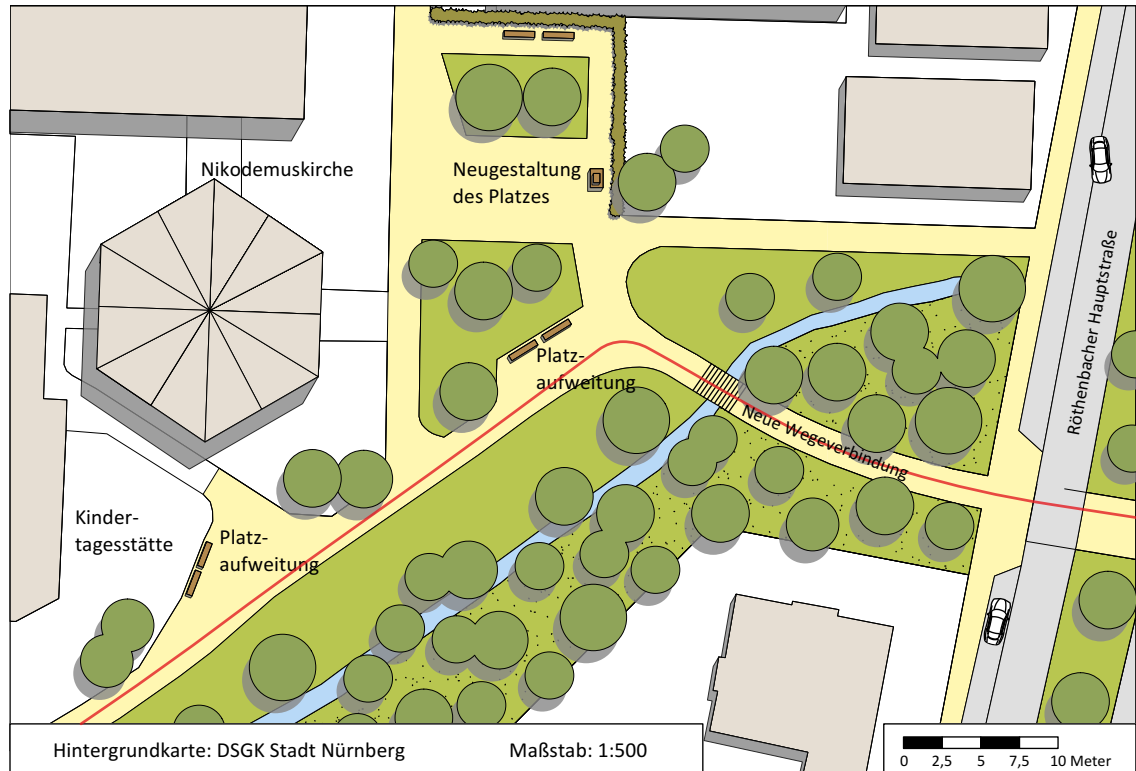 Nikodemuskirche
Neugestaltung
des Platzes
Röthenbacher Hauptstraße
Platz-
aufweitung
Neue Wegeverbindung
Kinder-
tagesstätte
Platz-
aufweitung
Hintergrundkarte: DSGK Stadt Nürnberg
Maßstab: 1:500
0 2,5 5 7,5 10 Meter